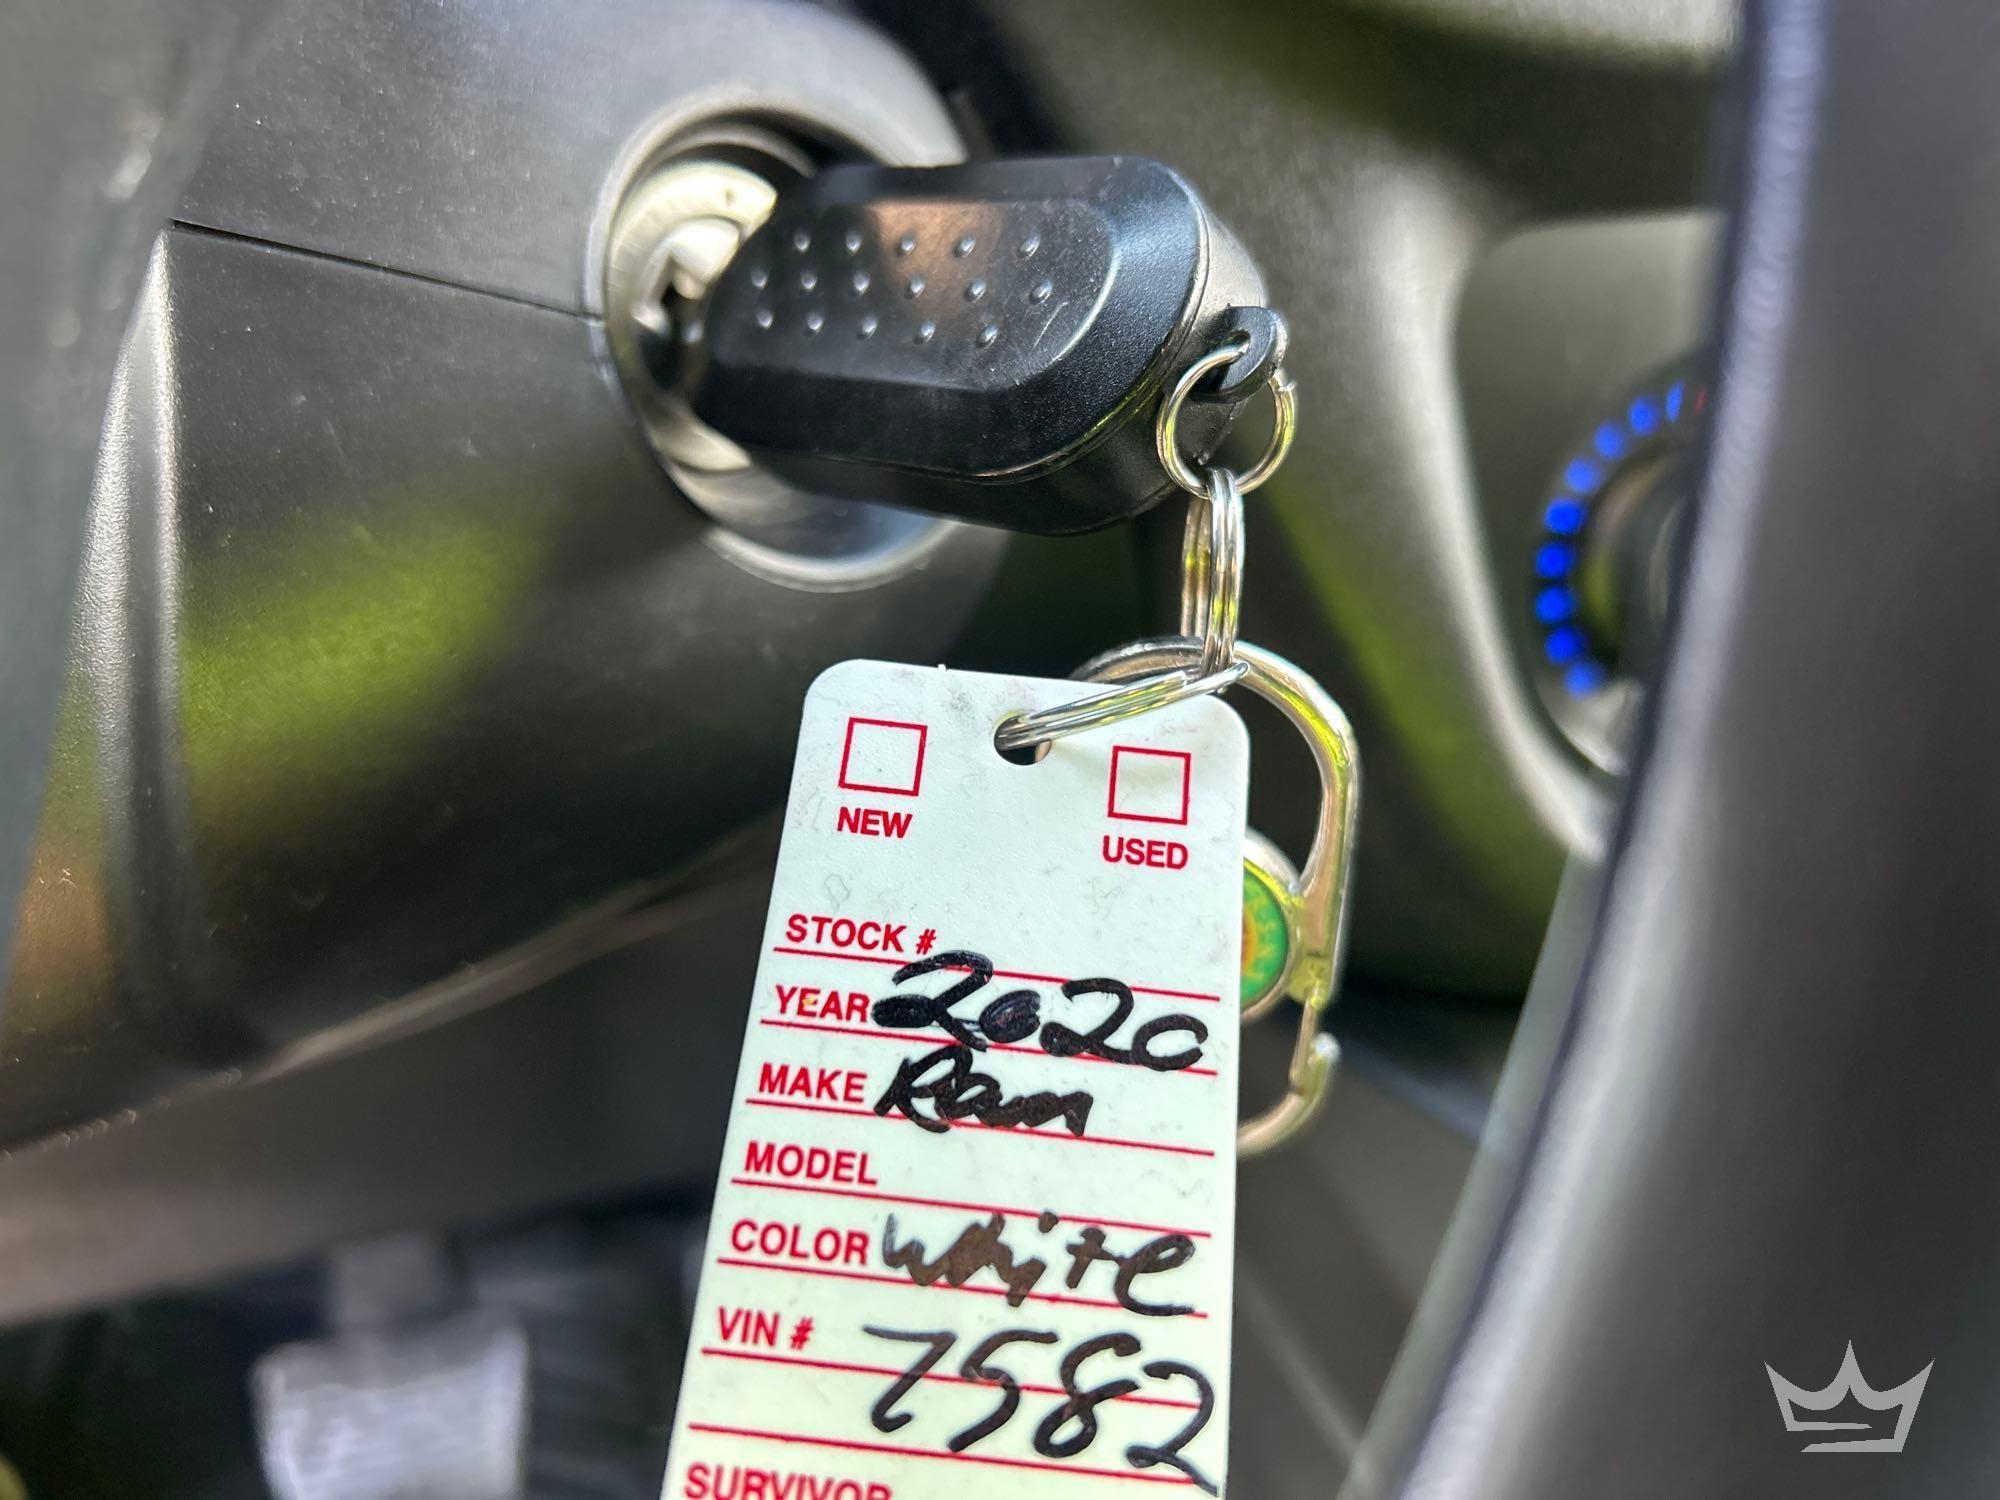 NEW
USED
STOCK #
YEAR 2020
MAKE Ram
MODEL
COLOR white
VIN # 7582
SURVIVOR